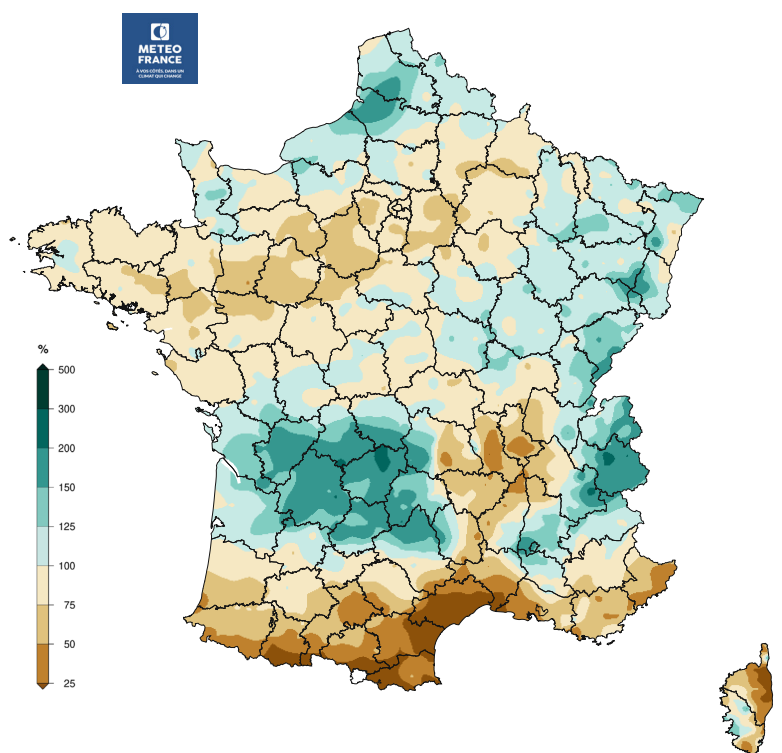 METEO
FRANCE
À VOS CÔTÉS, DANS UN
CLIMAT QUI CHANGE
%
500
300
200
150
125
100
75
50
25